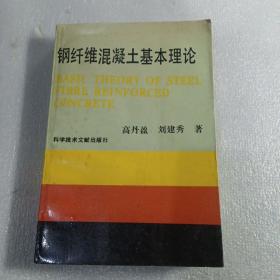 钢纤维混凝土基本理论
BASIC THEORY OF STEEL
FIBRE REINFORCED
CONCRETE
高丹盈 刘建秀 著
科学技术文献出版社